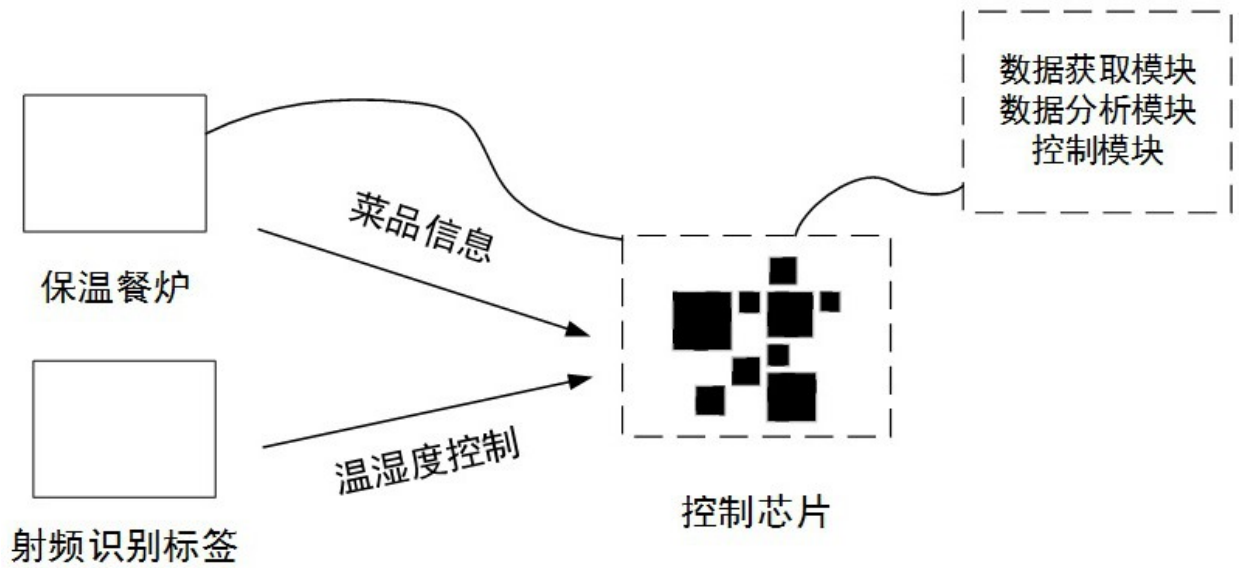 数据获取模块
数据分析模块
控制模块
菜品信息
保温餐炉
温湿度控制
控制芯片
射频识别标签